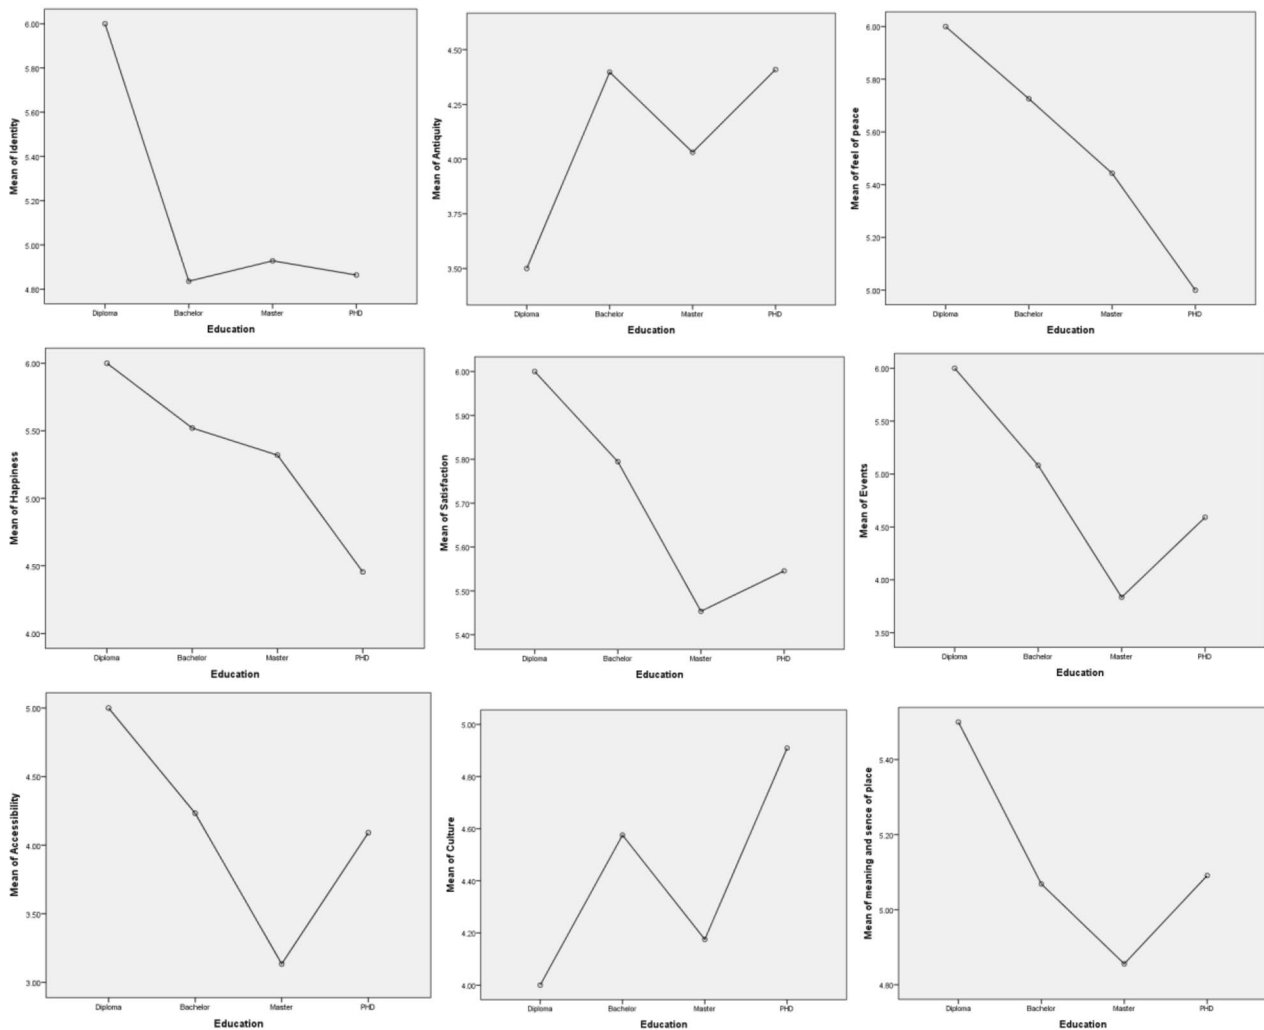 Mean of Identity
6.00
5.80
5.60
5.40
5.20
5.00
4.80
Diploma Bachelor Master PHD
Education
Mean of Antiquity
4.50
4.25
4.00
3.75
3.50
Diploma Bachelor Master PHD
Education
Mean of feel of peace
6.00
5.80
5.60
5.40
5.20
5.00
Diploma Bachelor Master PHD
Education
Mean of Happiness
6.00
5.50
5.00
4.50
4.00
Diploma Bachelor Master PHD
Education
Mean of Satisfaction
6.00
5.90
5.80
5.70
5.60
5.50
5.40
Diploma Bachelor Master PHD
Education
Mean of Events
6.00
5.50
5.00
4.50
4.00
3.50
Diploma Bachelor Master PHD
Education
Mean of Accessibility
5.00
4.50
4.00
3.50
3.00
Diploma Bachelor Master PHD
Education
Mean of Culture
5.00
4.80
4.60
4.40
4.20
4.00
Diploma Bachelor Master PHD
Education
Mean of meaning and sence of place
5.40
5.20
5.00
4.80
Diploma Bachelor Master PHD
Education